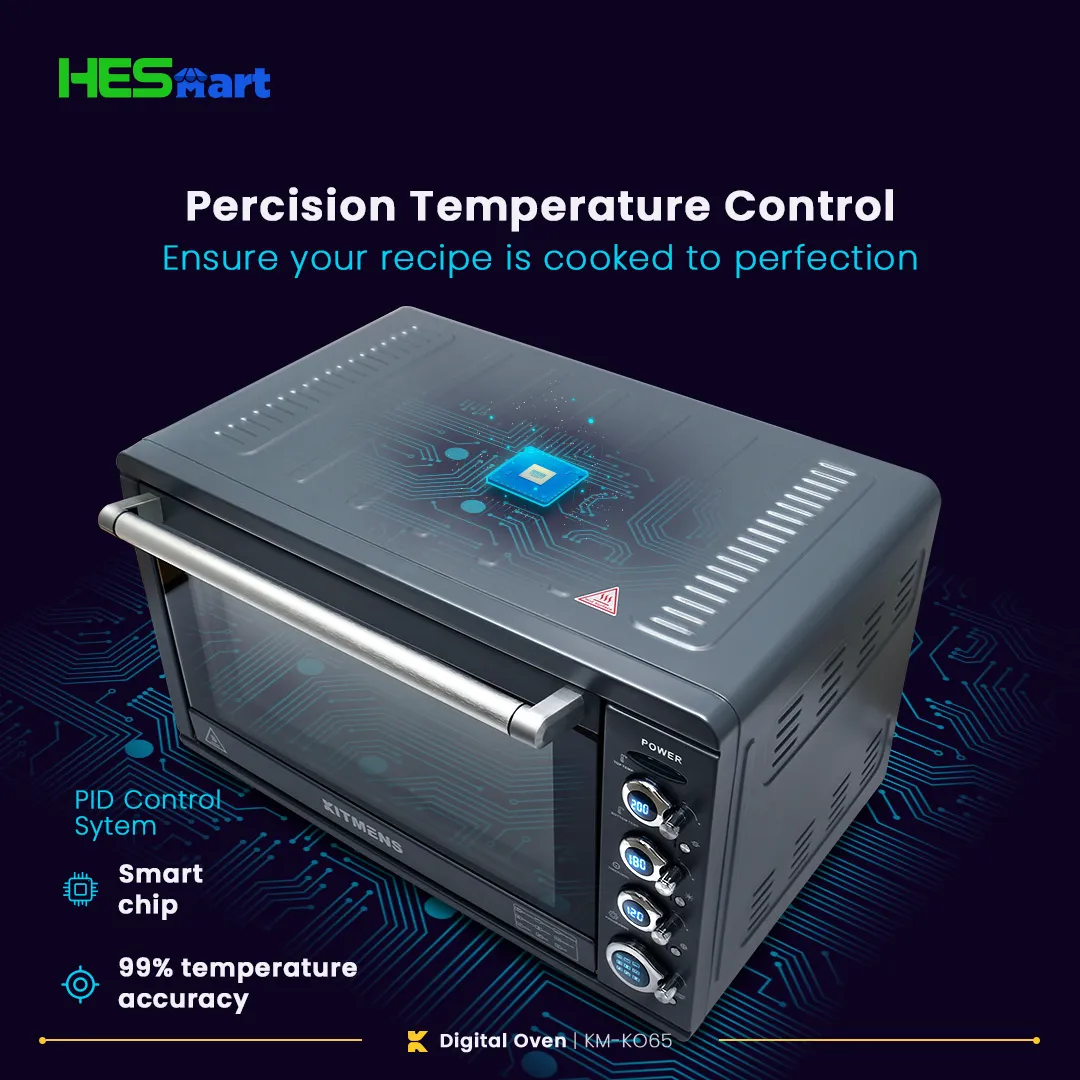 HESmart
Percision Temperature Control
Ensure your recipe is cooked to perfection
POWER
200
180
120
KITMENS
PID Control
Sytem
Smart
chip
99% temperature
accuracy
Digital Oven | KM-KO65